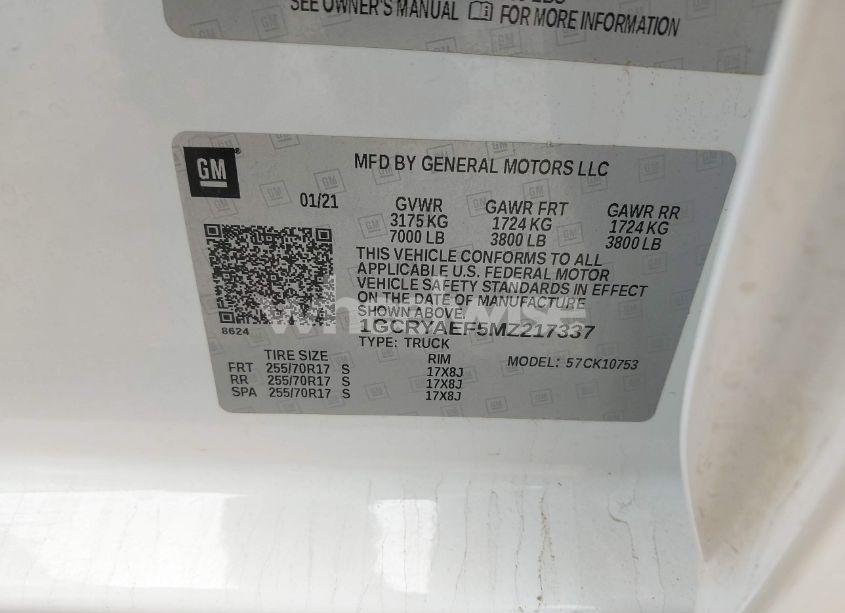 SEE OWNER'S MANUAL FOR MORE INFORMATION
GM
MFD BY GENERAL MOTORS LLC
01/21 GVWR GAWR FRT GAWR RR
3175 KG 1724 KG 1724 KG
7000 LB 3800 LB 3800 LB
THIS VEHICLE CONFORMS TO ALL
APPLICABLE U.S. FEDERAL MOTOR
VEHICLE SAFETY STANDARDS IN EFFECT
ON THE DATE OF MANUFACTURE
SHOWN ABOVE.
8624 1GCRYAEF5MZ217337
TYPE: TRUCK
TIRE SIZE RIM MODEL: 57CK10753
FRT 255/70R17 S 17X8J
RR 255/70R17 S 17X8J
SPA 255/70R17 S 17X8J